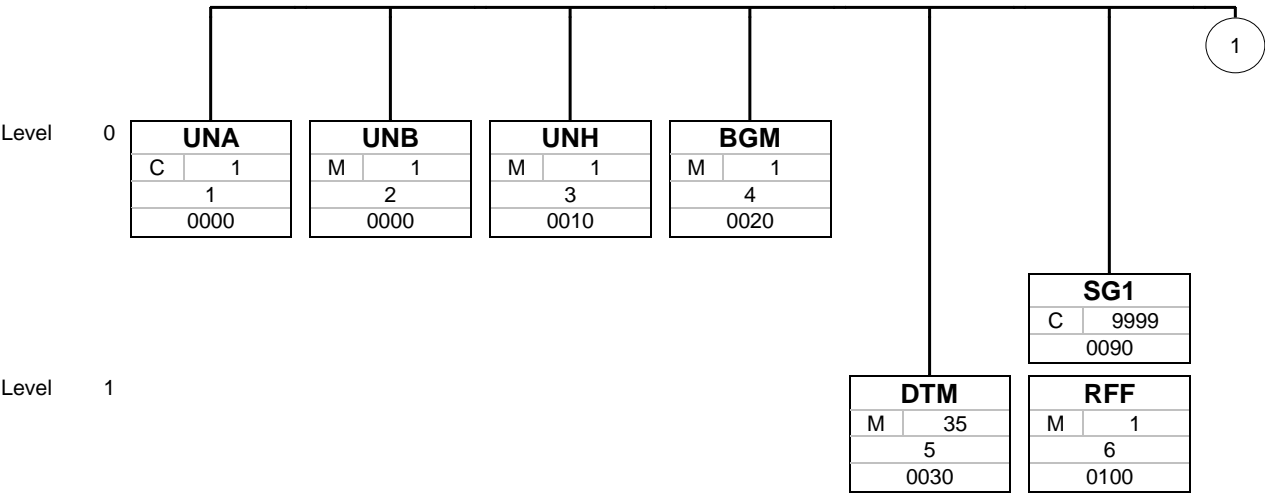 1
Level 0
UNA
C 1
1
0000
UNB
M 1
2
0000
UNH
M 1
3
0010
BGM
M 1
4
0020
SG1
C 9999
0090
Level 1
DTM
M 35
5
0030
RFF
M 1
6
0100